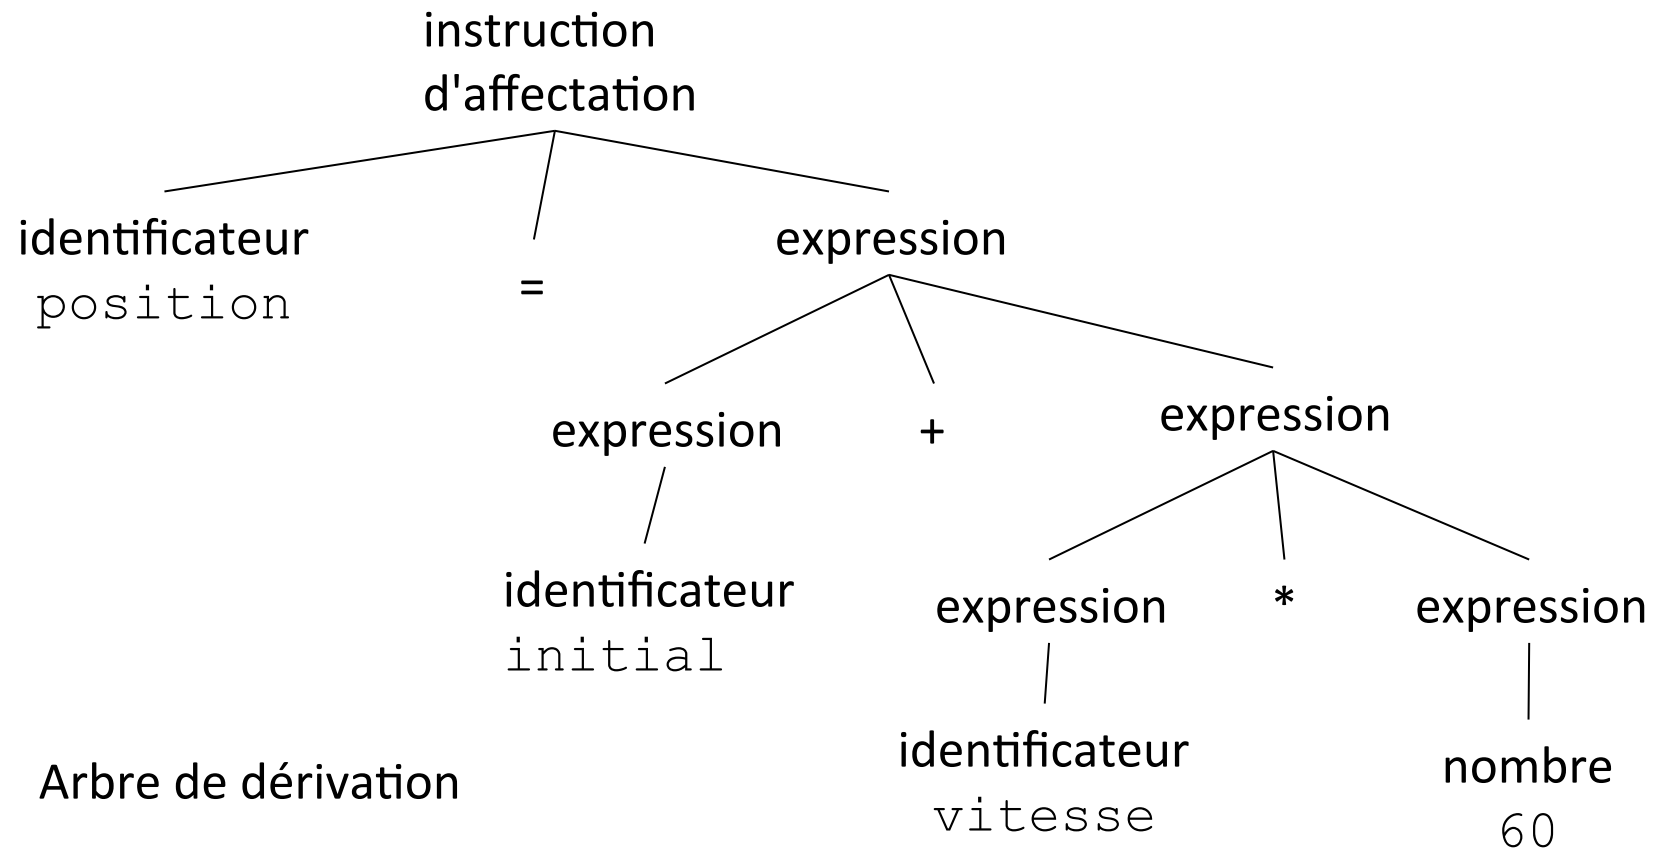 instruction
d'affectation
identificateur
position
=
expression
expression
+
expression
identificateur
initial
expression
*
expression
identificateur
vitesse
nombre
60
Arbre de dérivation